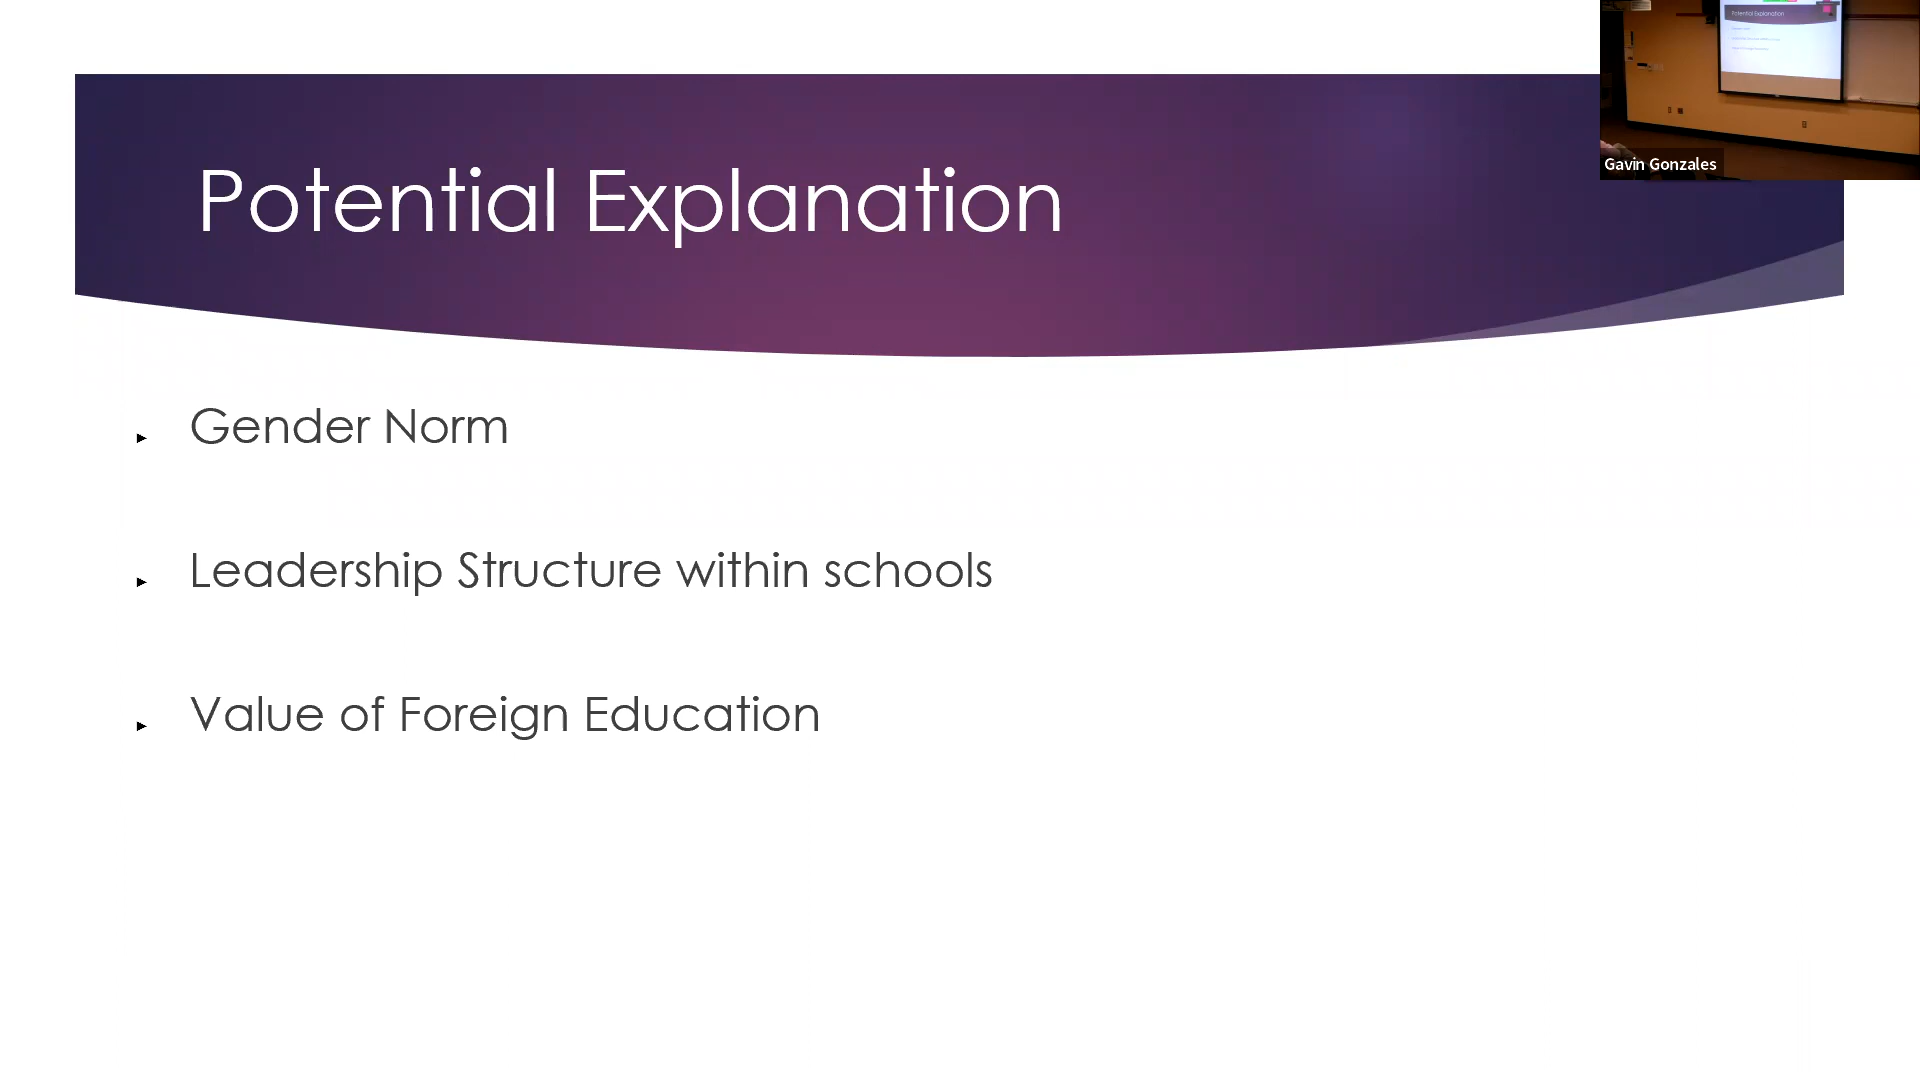 Potential Explanation
Gavin Gonzales
Gender Norm
Leadership Structure within schools
Value of Foreign Education